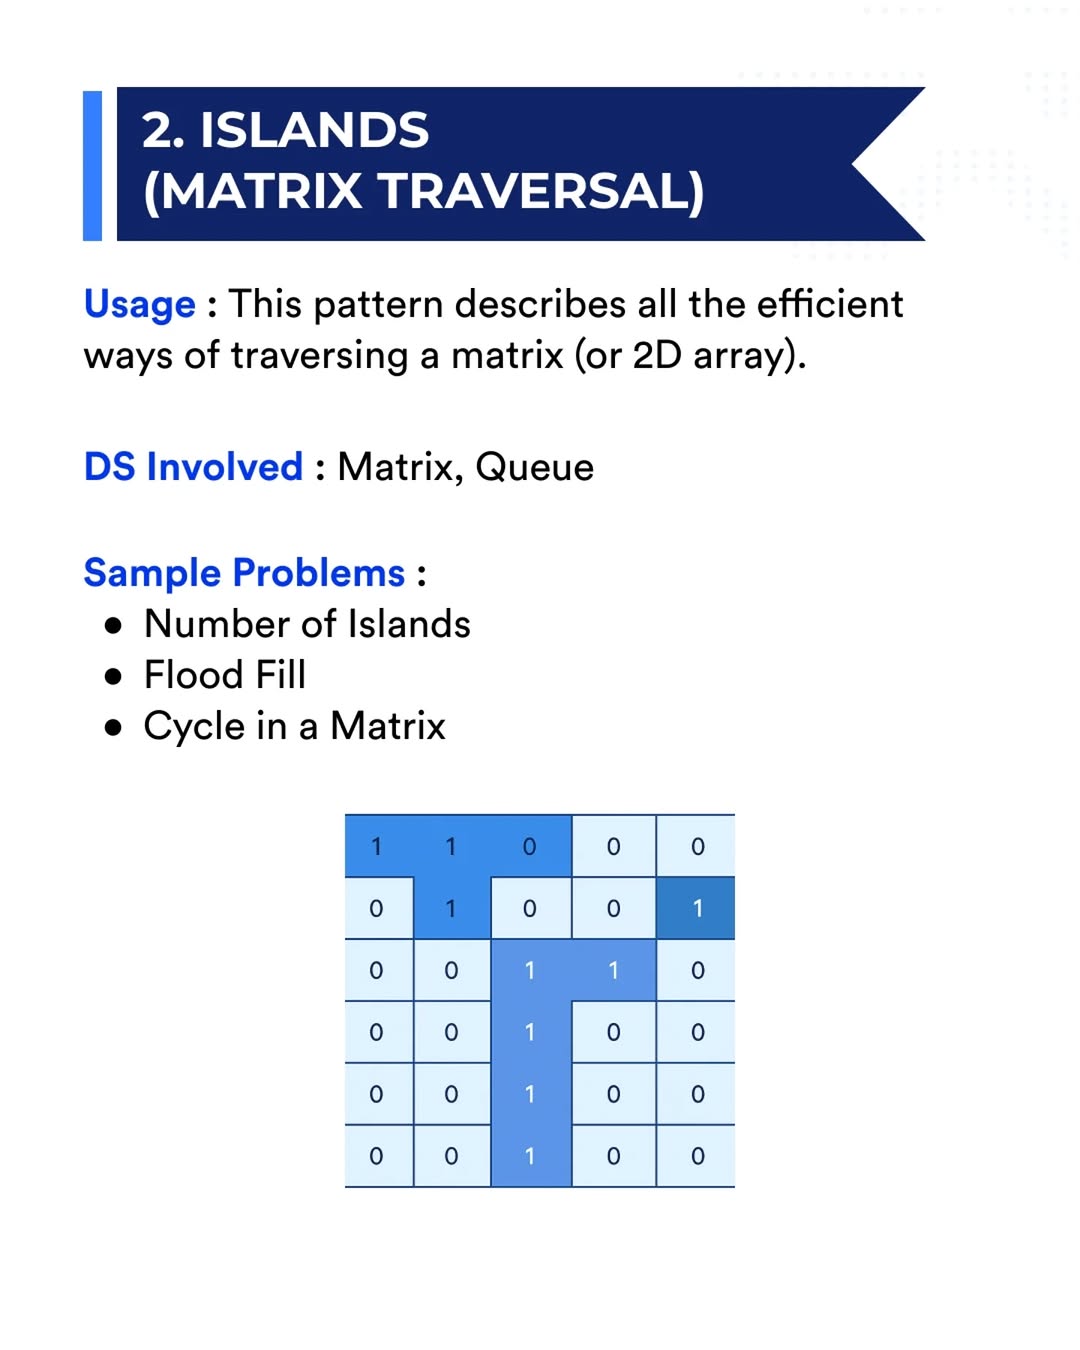 2. ISLANDS
(MATRIX TRAVERSAL)
Usage : This pattern describes all the efficient
ways of traversing a matrix (or 2D array).
DS Involved : Matrix, Queue
Sample Problems :
● Number of Islands
● Flood Fill
● Cycle in a Matrix
1 1 0 0 0
0 1 0 0 1
0 0 1 1 0
0 0 1 0 0
0 0 1 0 0
0 0 1 0 0